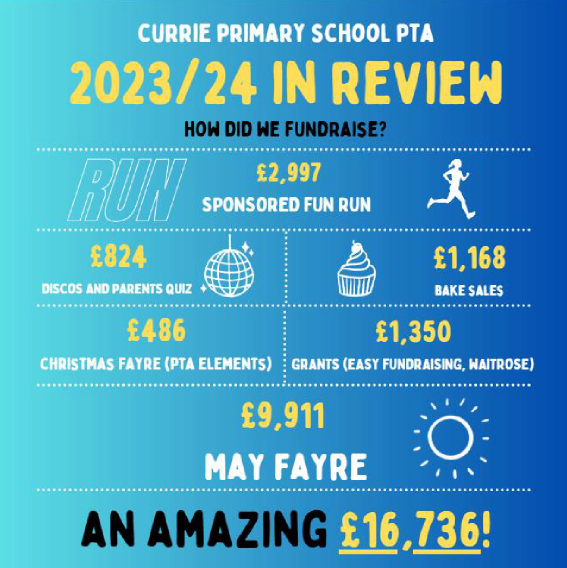 CURRIE PRIMARY SCHOOL PTA
2023/24 IN REVIEW
HOW DID WE FUNDRAISE?
RUN
£2,997
SPONSORED FUN RUN
£824
DISCOS AND PARENTS QUIZ
£1,168
BAKE SALES
£486
CHRISTMAS FAYRE (PTA ELEMENTS)
£1,350
GRANTS (EASY FUNDRAISING, WAITROSE)
£9,911
MAY FAYRE
AN AMAZING £16,736!